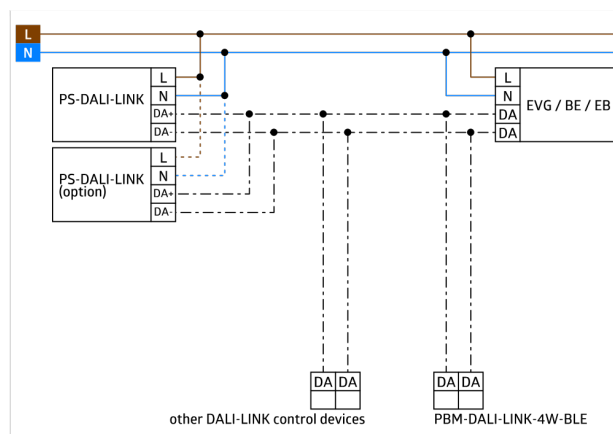 L
N
PS-DALI-LINK
L
N
DA+
DA-
PS-DALI-LINK
(option)
L
N
DA+
DA-
L
N
DA
DA
EVG / BE / EB
DA DA
DA DA
other DALI-LINK control devices
PBM-DALI-LINK-4W-BLE